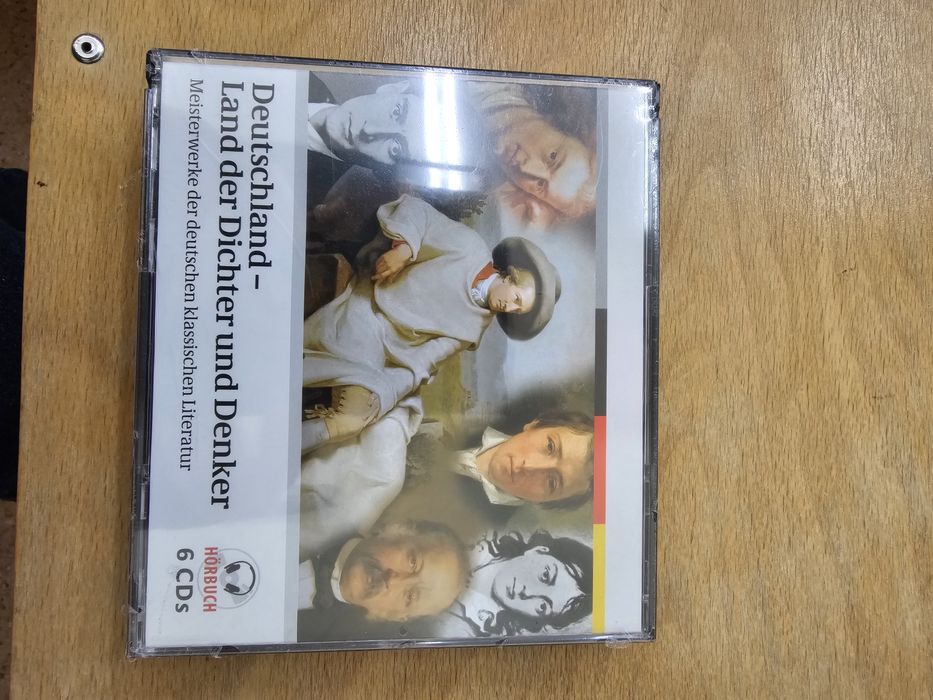 Deutschland –
Land der Dichter und Denker
Meisterwerke der deutschen klassischen Literatur
HÖRBUCH
6 CDs